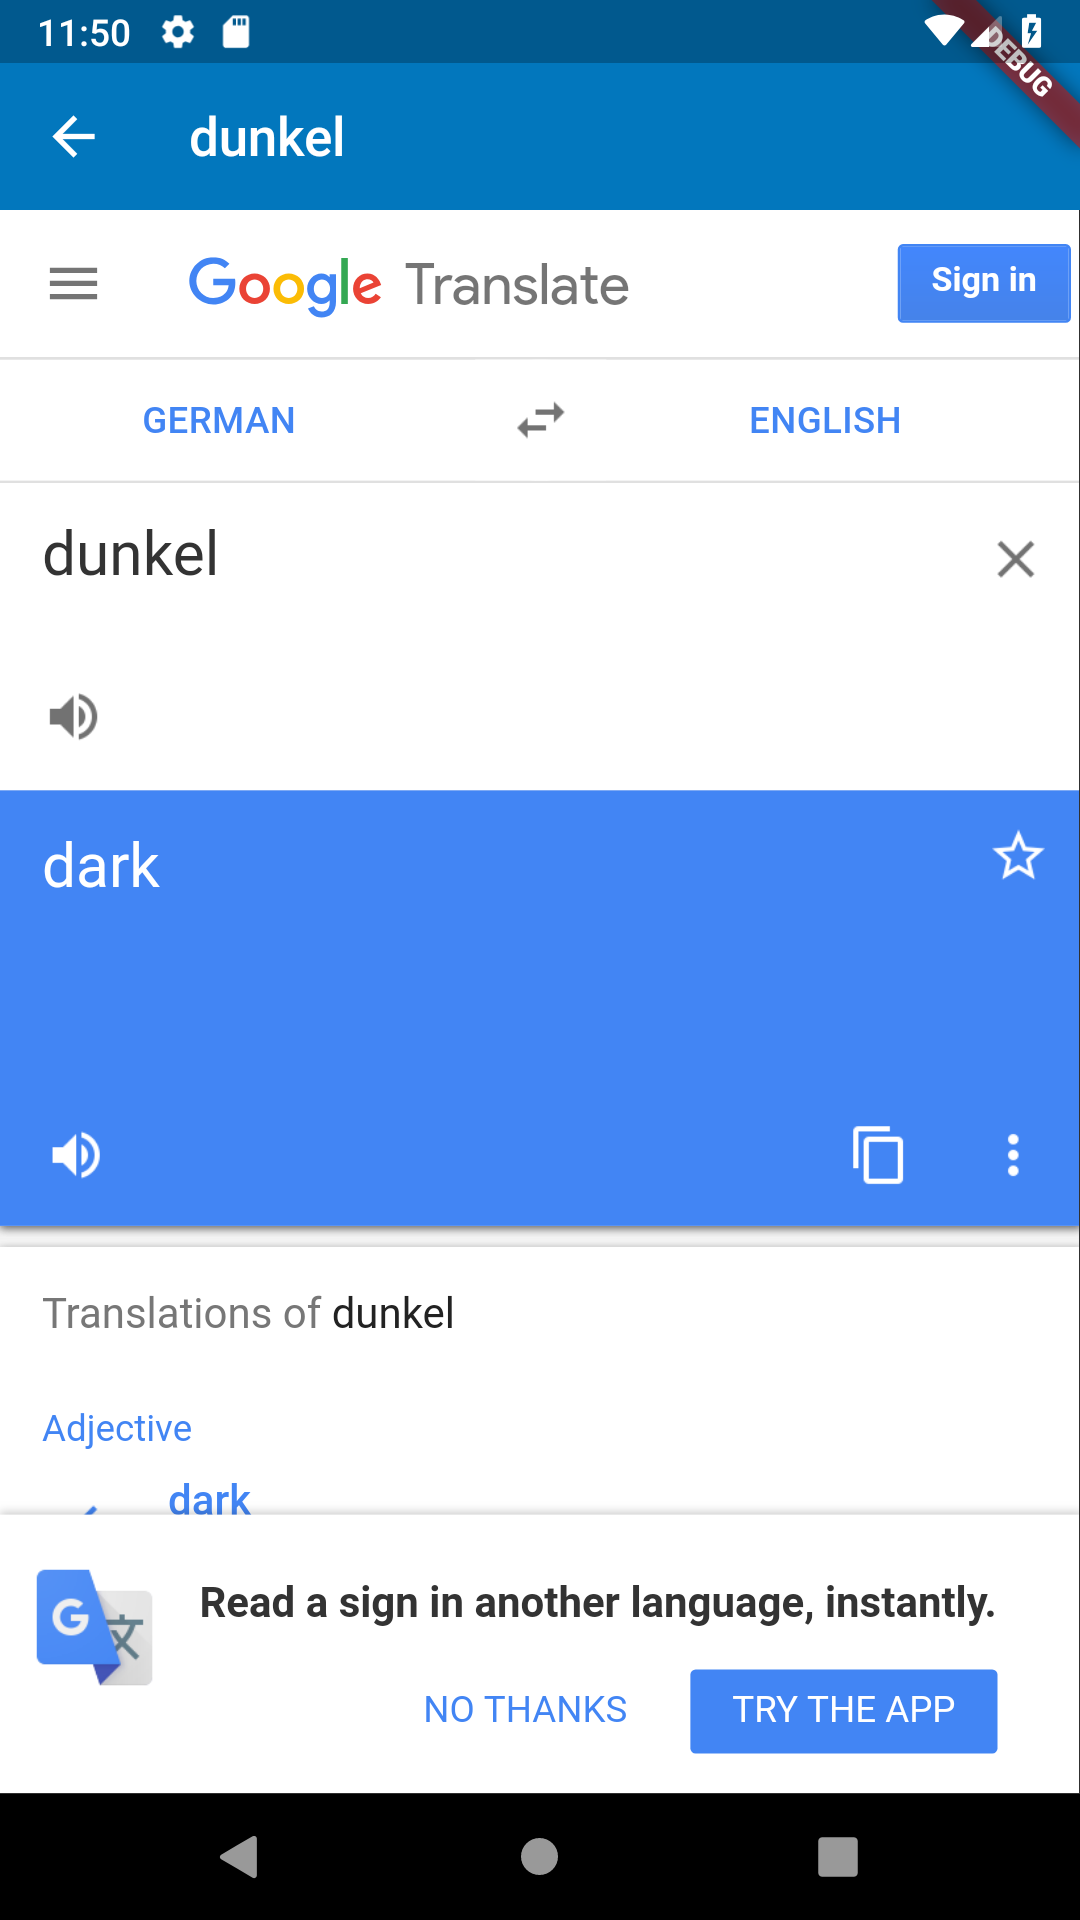 11:50
DEBUG
dunkel
Google Translate
Sign in
GERMAN
ENGLISH
dunkel
dark
Translations of dunkel
Adjective
dark
G 文
Read a sign in another language, instantly.
NO THANKS
TRY THE APP